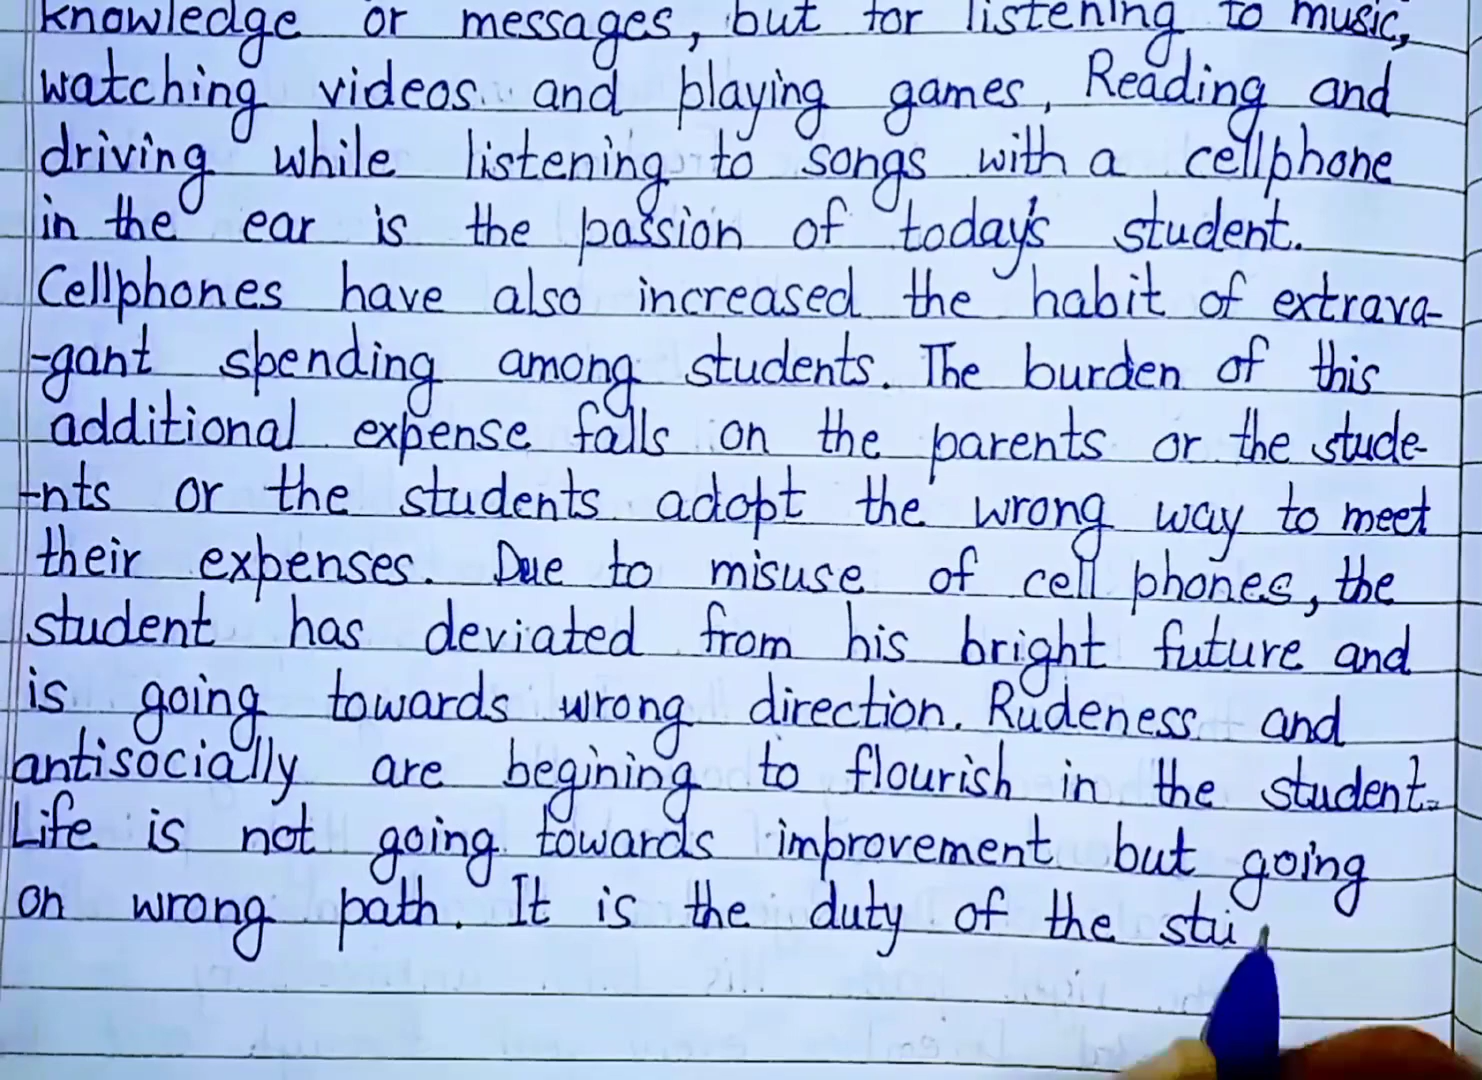 knowledge or messages, but for listening to music,
watching videos and playing games, Reading and
driving while listening to songs with a cellphone
in the ear is the passion of today's student.
Cellphones have also increased the habit of extrava-
-gant spending among students. The burden of this
additional expense falls on the parents or the stude-
-nts or the students adopt the wrong way to meet
their expenses. Due to misuse of cell phones, the
student has deviated from his bright future and
is going towards wrong direction. Rudeness and
antisocially are begining to flourish in the student.
Life is not going towards improvement but going
on wrong path. It is the duty of the stu